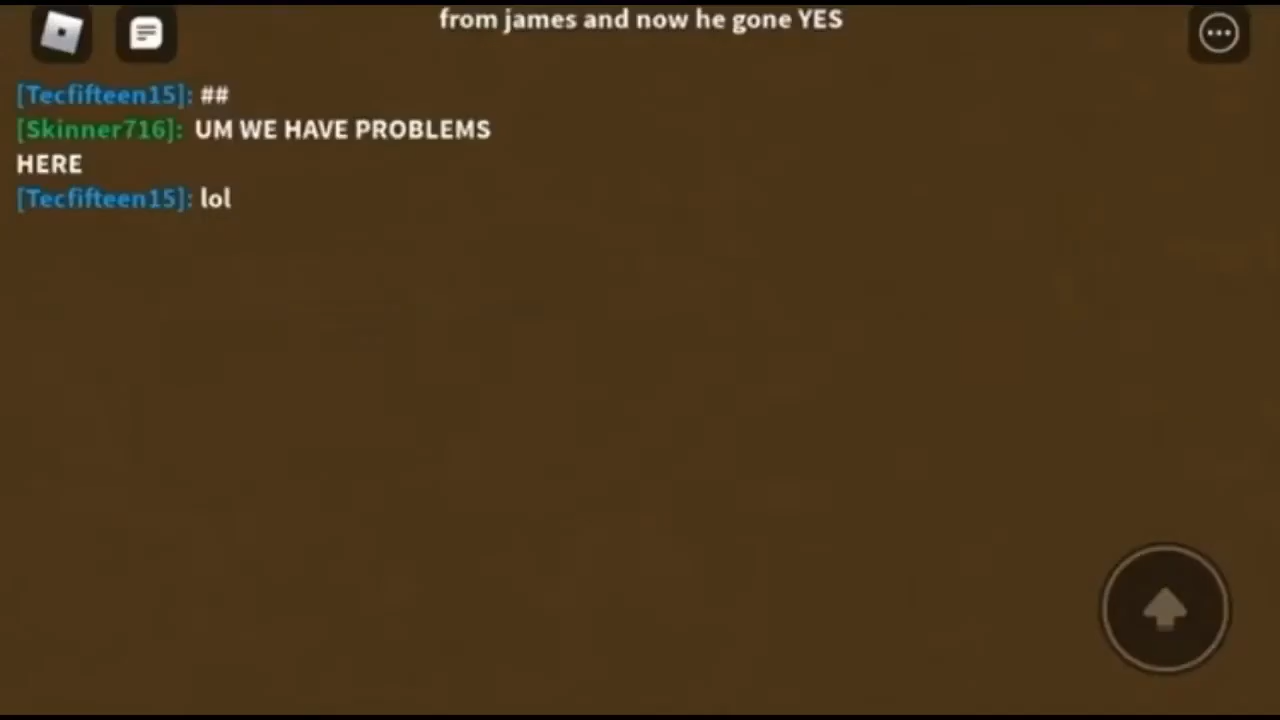 from james and now he gone YES
[Tecfifteen15]: ##
[Skinner716]: UM WE HAVE PROBLEMS
HERE
[Tecfifteen15]: lol